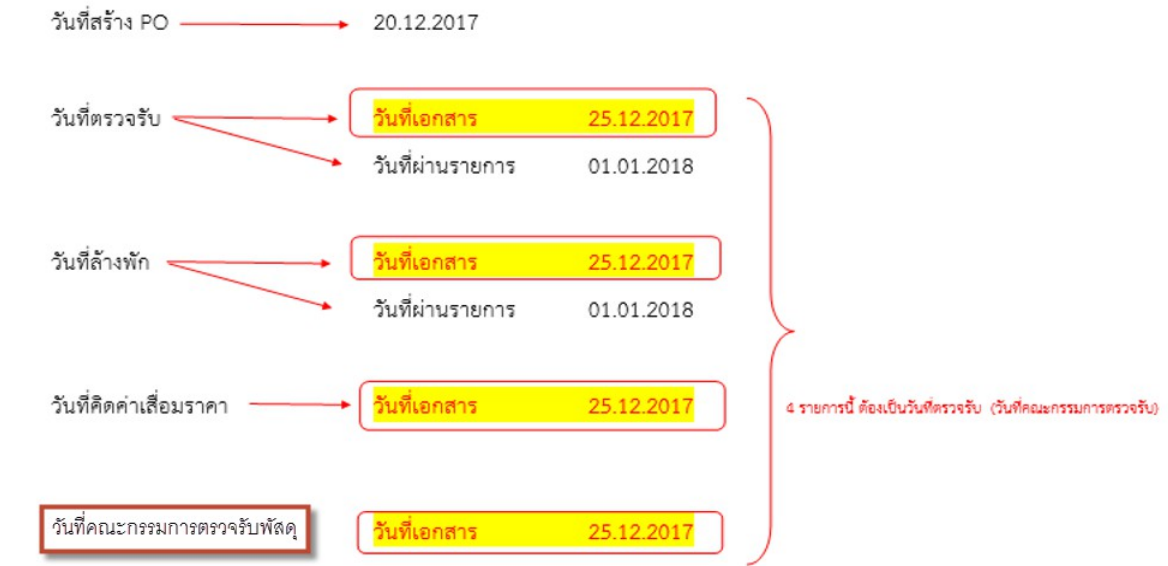 วันที่สร้าง PO 20.12.2017
วันที่ตรวจรับ วันที่เอกสาร 25.12.2017
วันที่ผ่านรายการ 01.01.2018
วันที่ล้างพัก วันที่เอกสาร 25.12.2017
วันที่ผ่านรายการ 01.01.2018
วันที่คิดค่าเสื่อมราคา วันที่เอกสาร 25.12.2017
4 รายการนี้ ต้องเป็นวันที่ตรวจรับ (วันที่คณะกรรมการตรวจรับ)
วันที่คณะกรรมการตรวจรับพัสดุ วันที่เอกสาร 25.12.2017